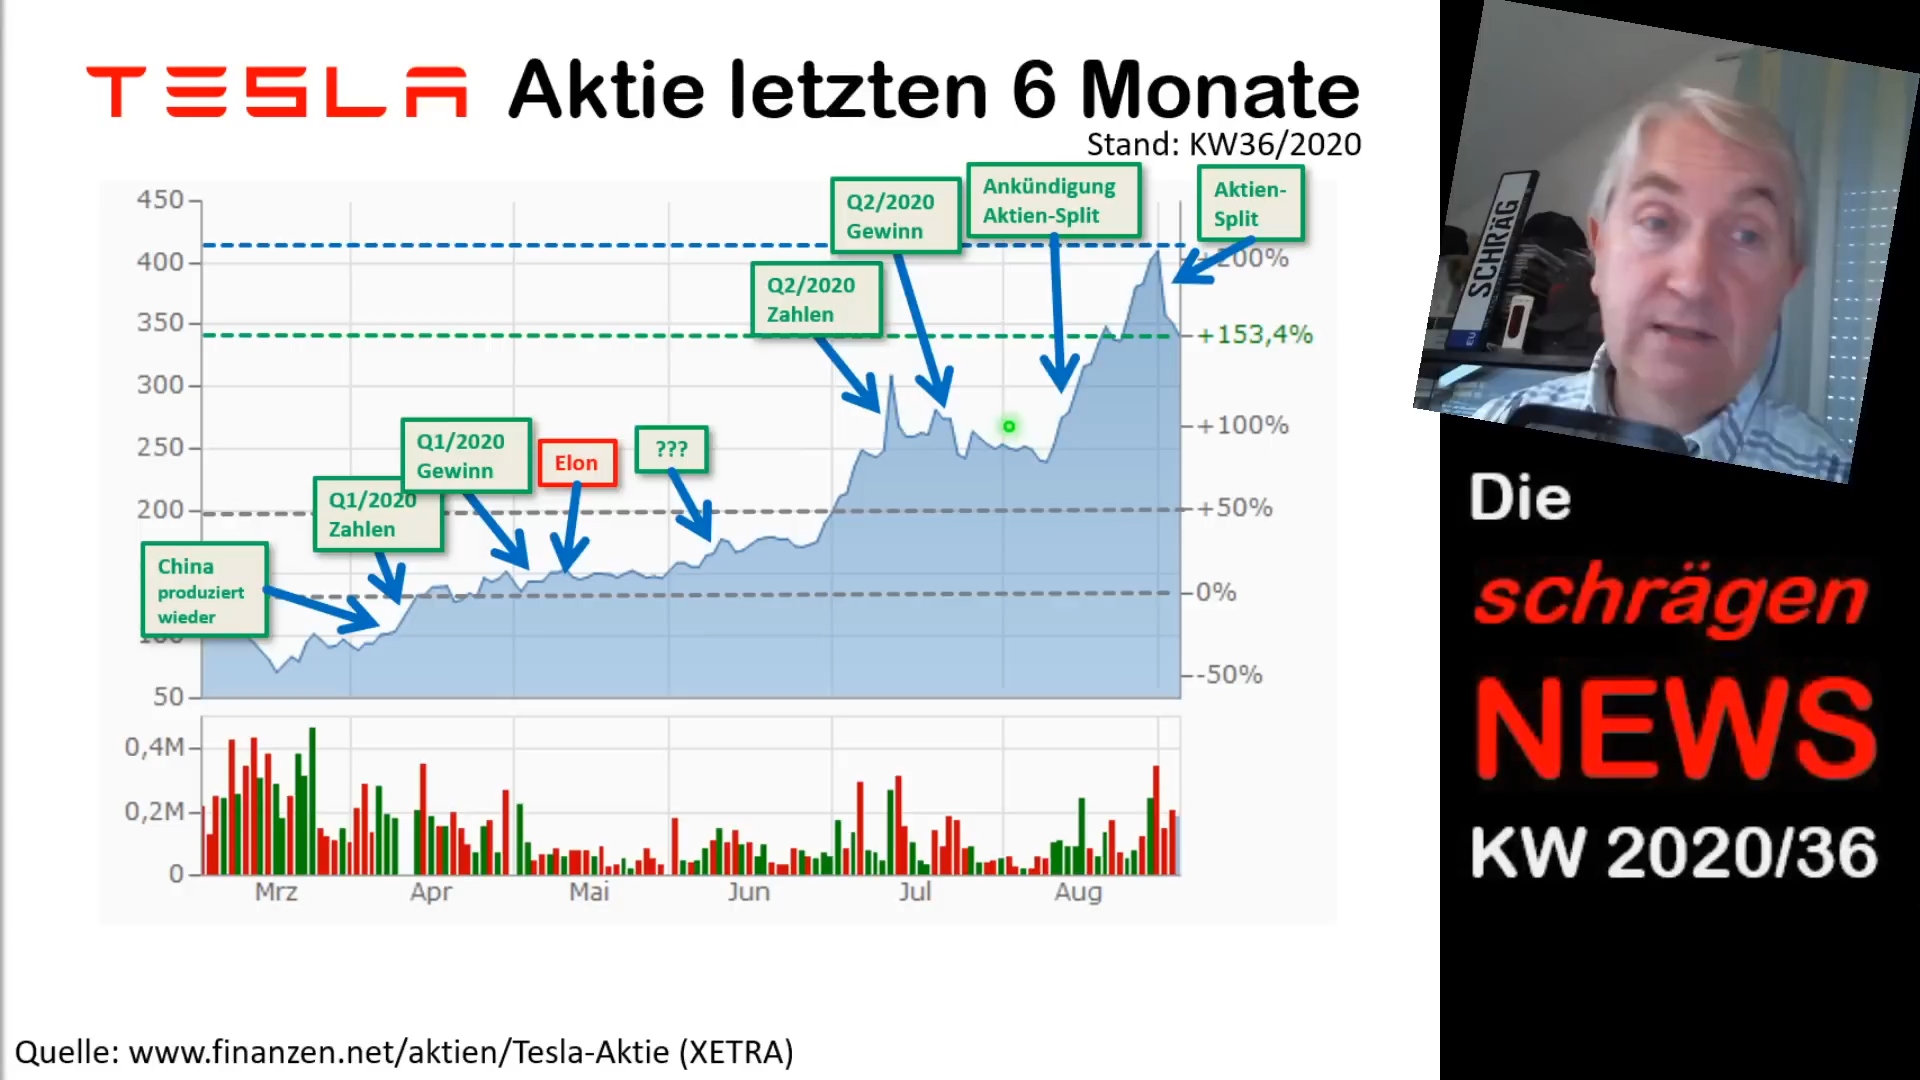 TESLA Aktie letzten 6 Monate
Stand: KW36/2020
450
400
350
300
250
200
100
50
+200%
+153,4%
+100%
+50%
0%
-50%
China
produziert
wieder
Q1/2020
Zahlen
Q1/2020
Gewinn
Elon
???
Q2/2020
Zahlen
Q2/2020
Gewinn
Ankündigung
Aktien-Split
Aktien-
Split
0,4M
0,2M
0
Mrz Apr Mai Jun Jul Aug
Quelle: www.finanzen.net/aktien/Tesla-Aktie (XETRA)
SCHRÄG
EU
Die
schrägen
NEWS
KW 2020/36